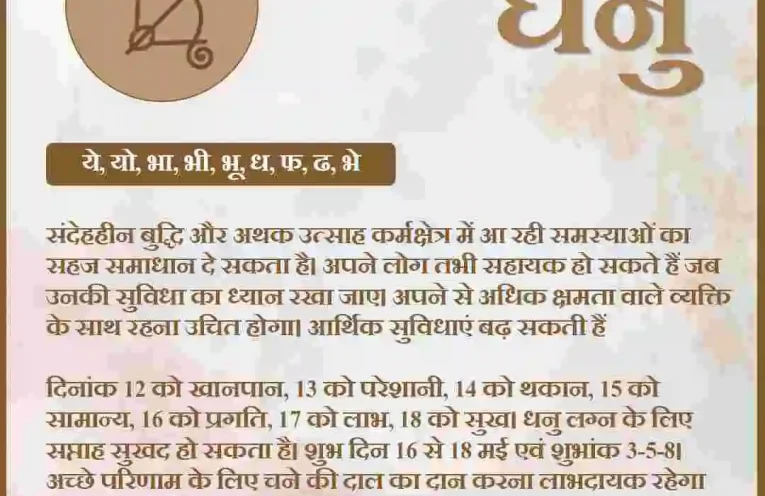 धनु
ये, यो, भा, भी, भू, ध, फ, ढ, भे
संदेहहीन बुद्धि और अथक उत्साह कर्मक्षेत्र में आ रही समस्याओं का
सहज समाधान दे सकता है। अपने लोग तभी सहायक हो सकते हैं जब
उनकी सुविधा का ध्यान रखा जाए। अपने से अधिक क्षमता वाले व्यक्ति
के साथ रहना उचित होगा। आर्थिक सुविधाएं बढ़ सकती हैं
दिनांक 12 को खानपान, 13 को परेशानी, 14 को थकान, 15 को
सामान्य, 16 को प्रगति, 17 को लाभ, 18 को सुख। धनु लग्न के लिए
सप्ताह सुखद हो सकता है। शुभ दिन 16 से 18 मई एवं शुभांक 3-5-8।
अच्छे परिणाम के लिए चने की दाल का दान करना लाभदायक रहेगा